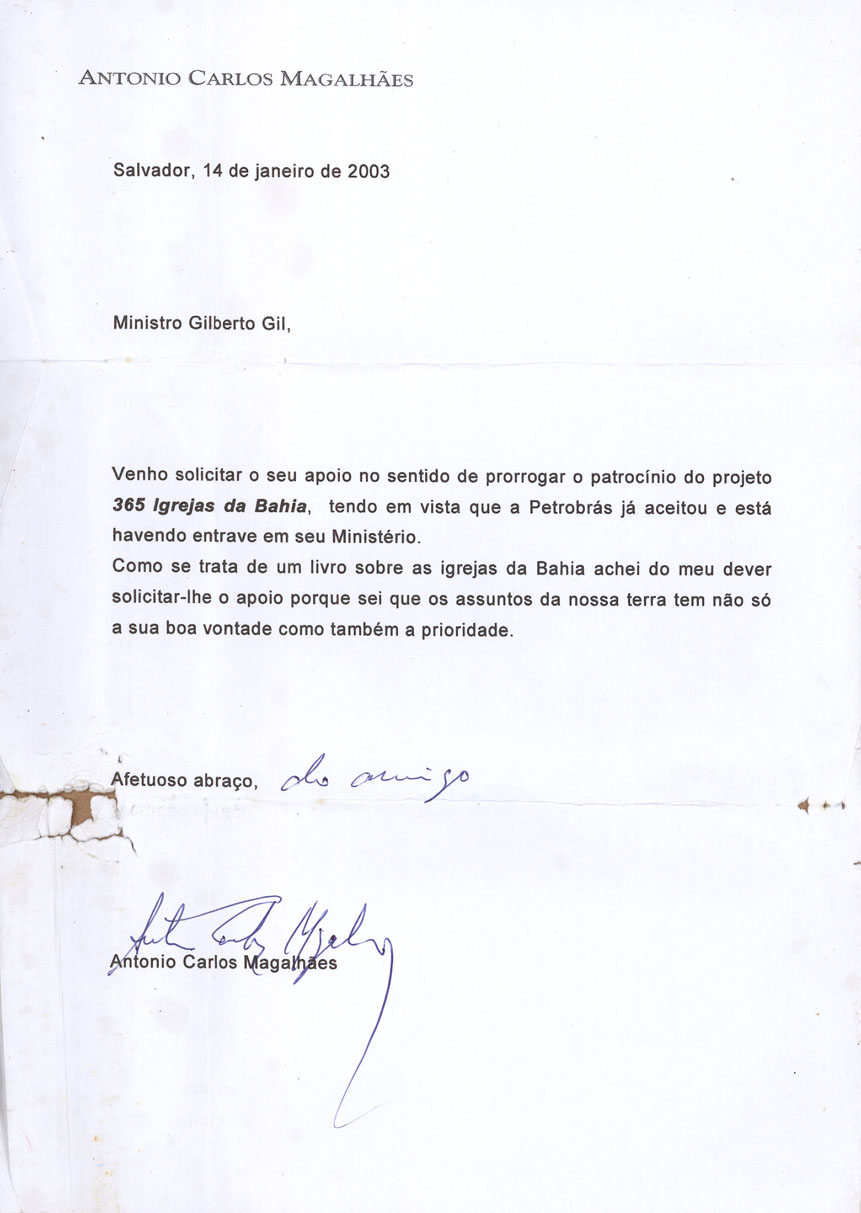 ANTONIO CARLOS MAGALHÃES
Salvador, 14 de janeiro de 2003
Ministro Gilberto Gil,
Venho solicitar o seu apoio no sentido de prorrogar o patrocínio do projeto
365 Igrejas da Bahia, tendo em vista que a Petrobrás já aceitou e está
havendo entrave em seu Ministério.
Como se trata de um livro sobre as igrejas da Bahia achei do meu dever
solicitar-lhe o apoio porque sei que os assuntos da nossa terra tem não só
a sua boa vontade como também a prioridade.
Afetuoso abraço, do amigo
Antonio Carlos Magalhães
Antonio Carlos Magalhães